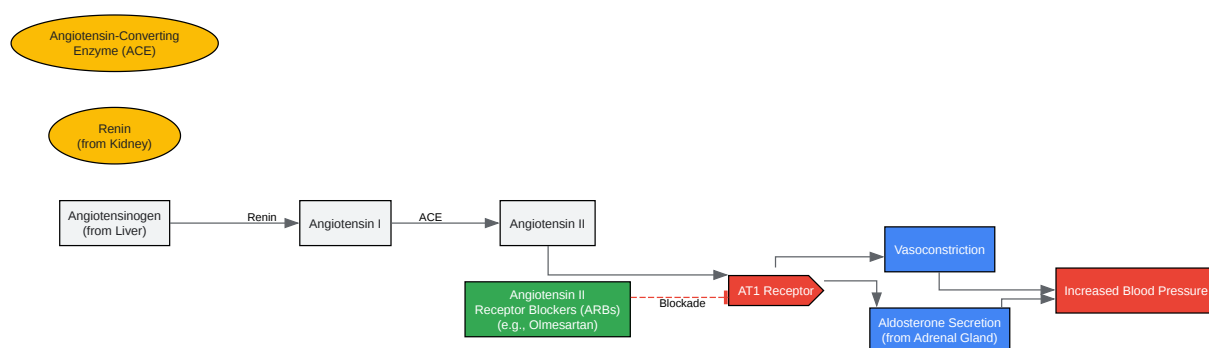 Angiotensin-Converting
Enzyme (ACE)
Renin
(from Kidney)
Angiotensinogen
(from Liver)
Renin
Angiotensin I
ACE
Angiotensin II
Angiotensin II
Receptor Blockers (ARBs)
(e.g., Olmesartan)
Blockade
AT1 Receptor
Vasoconstriction
Aldosterone Secretion
(from Adrenal Gland)
Increased Blood Pressure